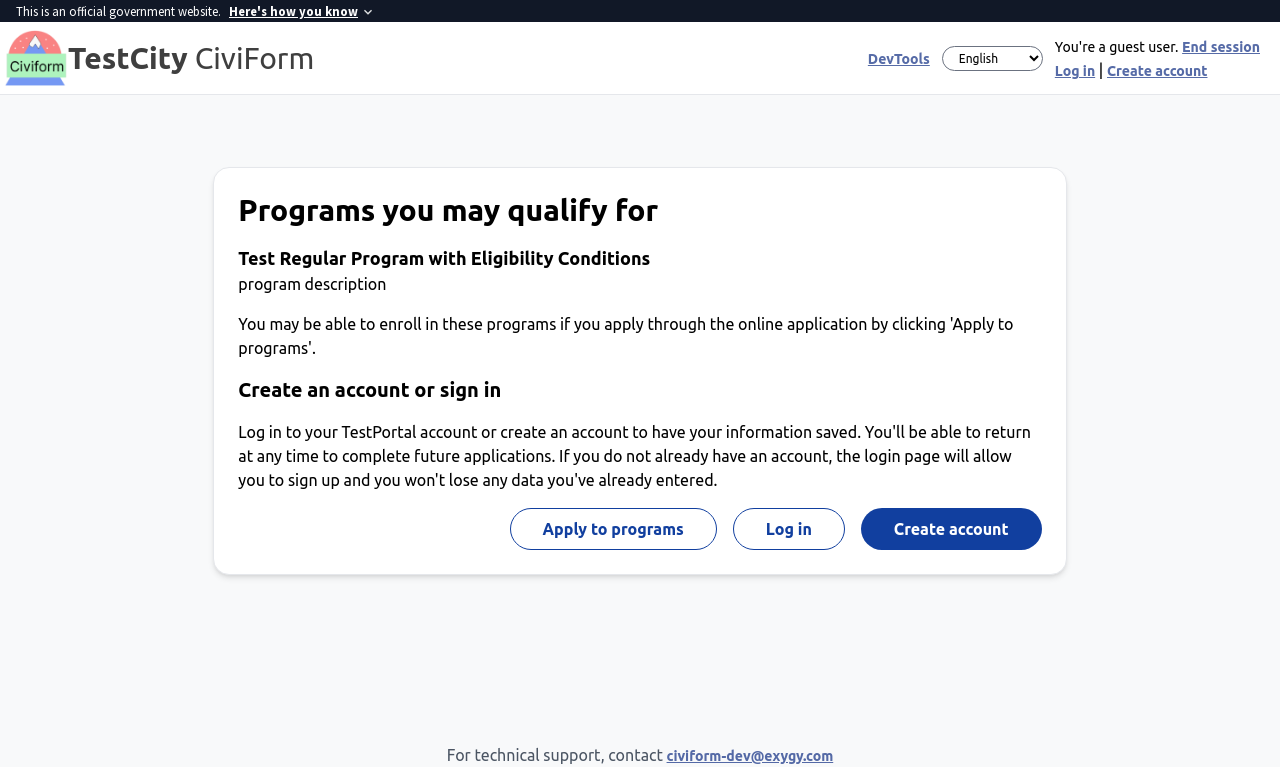 This is an official government website. Here's how you know
Civiform
TestCity CiviForm
DevTools
English
You're a guest user. End session
Log in | Create account
Programs you may qualify for
Test Regular Program with Eligibility Conditions
program description
You may be able to enroll in these programs if you apply through the online application by clicking 'Apply to
programs'.
Create an account or sign in
Log in to your TestPortal account or create an account to have your information saved. You'll be able to return
at any time to complete future applications. If you do not already have an account, the login page will allow
you to sign up and you won't lose any data you've already entered.
Apply to programs
Log in
Create account
For technical support, contact civiform-dev@exygy.com